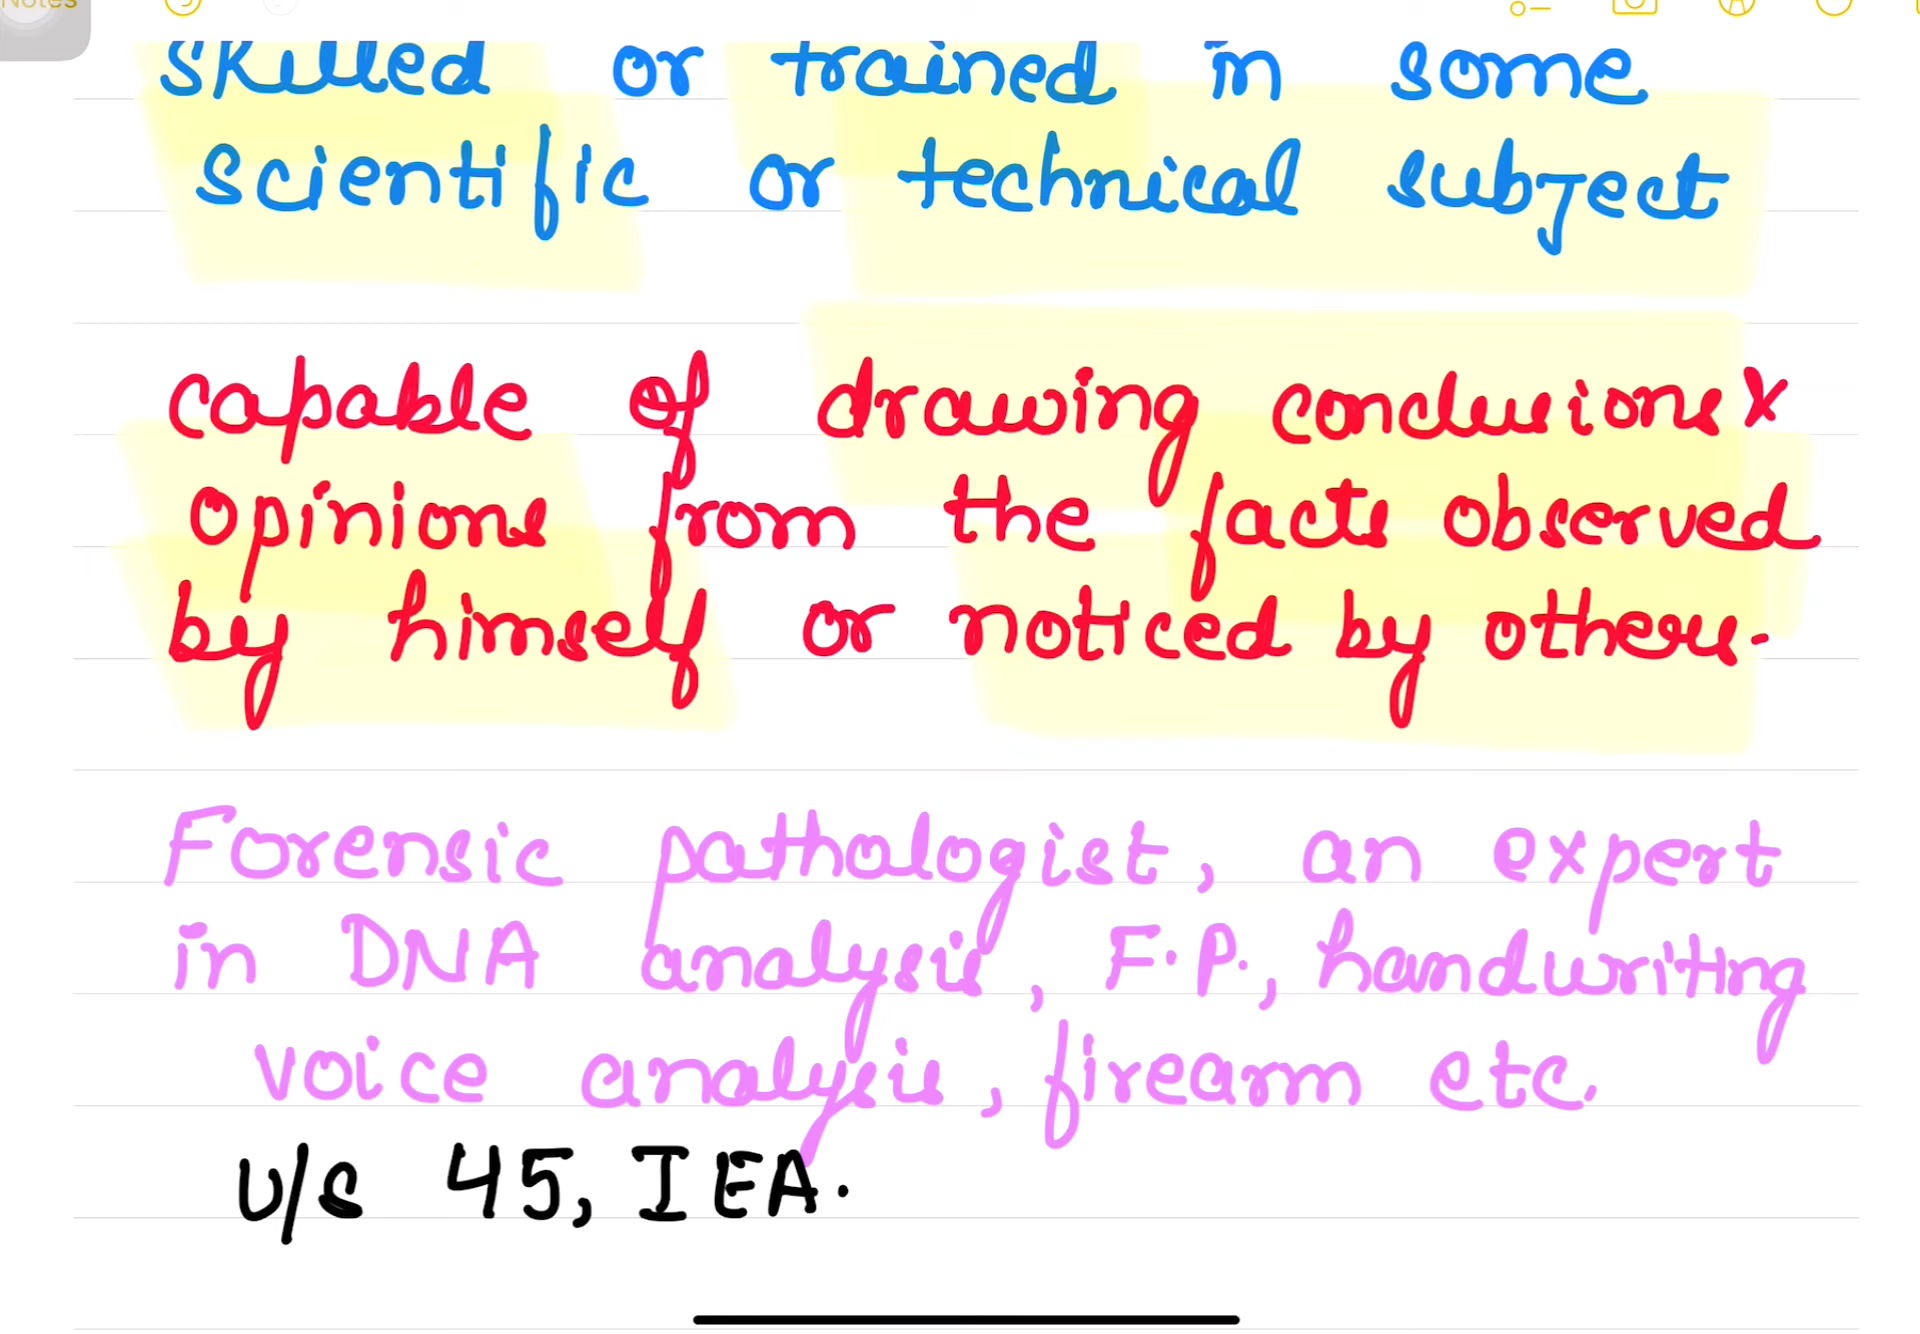 Notes
skilled or trained in some
scientific or technical subject
capable of drawing conclusions &
opinions from the facts observed
by himself or noticed by others.
Forensic pathologist, an expert
in DNA analysis, F.P., handwriting
voice analysis, firearm etc.
U/s 45, IEA.